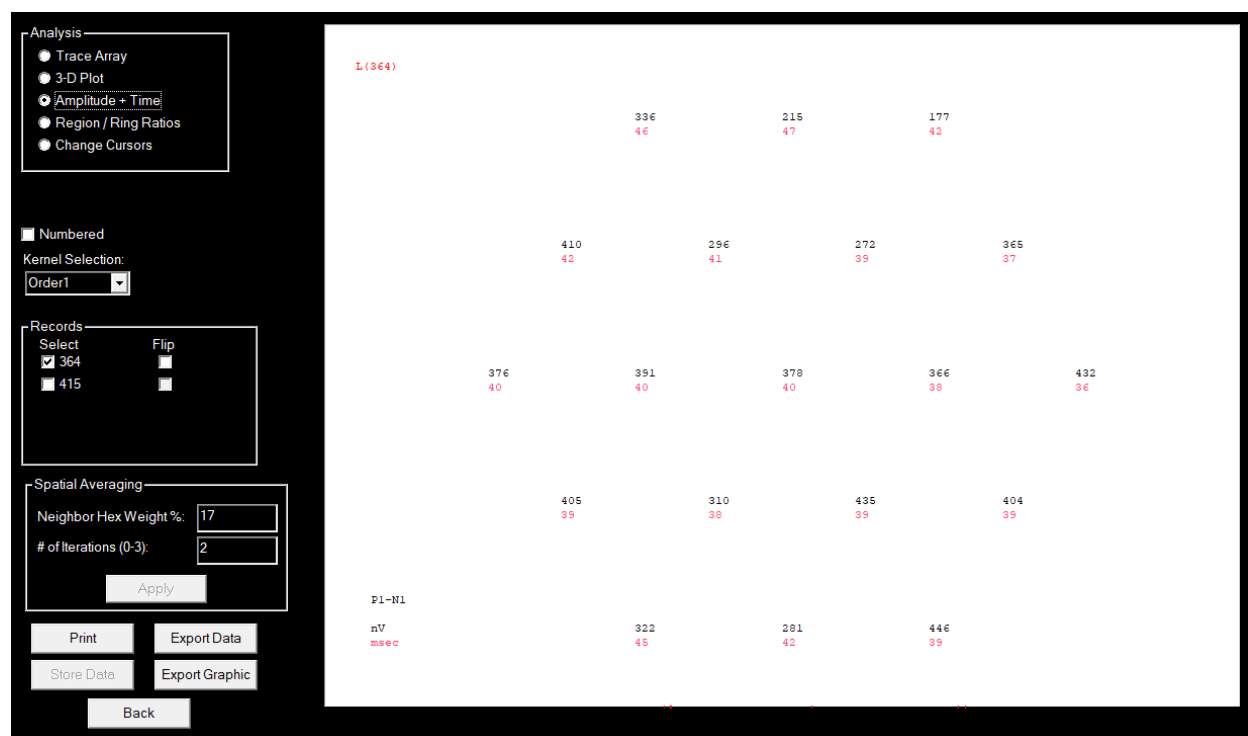 Analysis
Trace Array
3-D Plot
Amplitude + Time
Region / Ring Ratios
Change Cursors
Numbered
Kernel Selection:
Order1
Records
Select Flip
364
415
Spatial Averaging
Neighbor Hex Weight %: 17
# of Iterations (0-3): 2
Apply
Print Export Data
Store Data Export Graphic
Back
L(364)
336 215 177
46 47 42
410 296 272 365
42 41 39 37
376 391 378 366 432
40 40 40 38 36
405 310 435 404
39 38 39 39
P1-N1
nV 322 281 446
msec 45 42 39